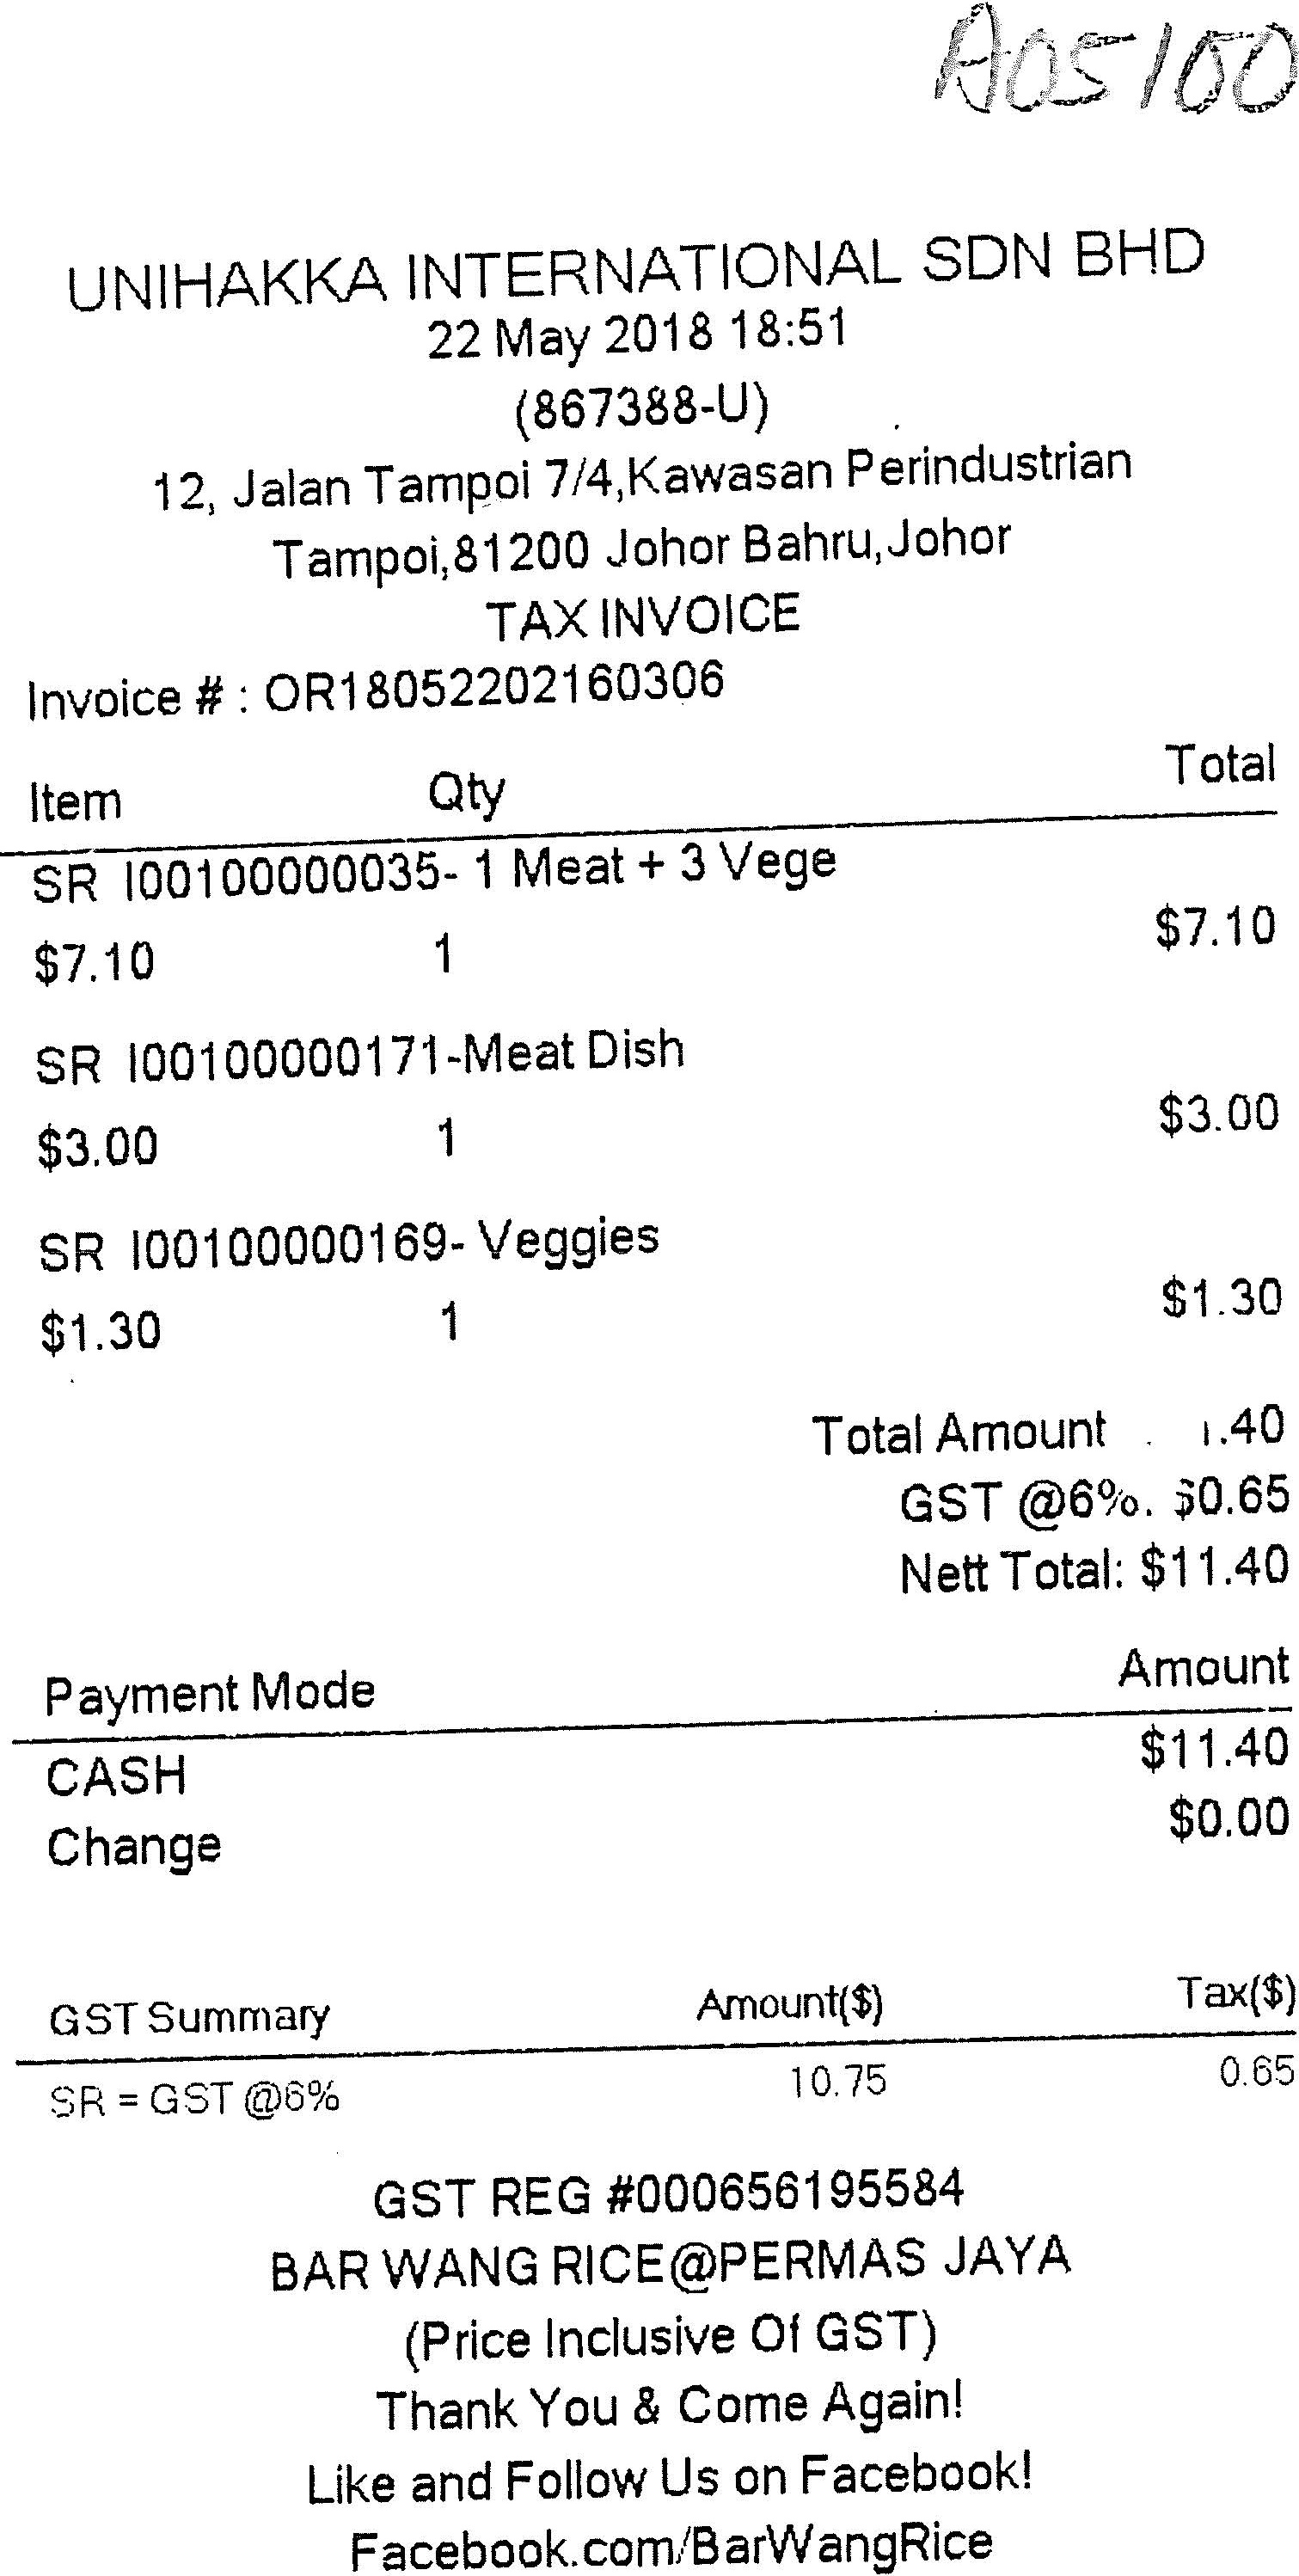 A05100
UNIHAKKA INTERNATIONAL SDN BHD
22 May 2018 18:51
(867388-U)
12, Jalan Tampoi 7/4,Kawasan Perindustrian
Tampoi,81200 Johor Bahru,Johor
TAX INVOICE
Invoice # : OR18052202160306
Item Qty Total
SR I00100000035- 1 Meat + 3 Vege
$7.10 1 $7.10
SR I00100000171-Meat Dish
$3.00 1 $3.00
SR I00100000169- Veggies
$1.30 1 $1.30
Total Amount .40
GST @6%. $0.65
Nett Total: $11.40
Payment Mode Amount
CASH $11.40
Change $0.00
GST Summary Amount($) Tax($)
SR = GST @6% 10.75 0.65
GST REG #000656195584
BAR WANG RICE@PERMAS JAYA
(Price Inclusive Of GST)
Thank You & Come Again!
Like and Follow Us on Facebook!
Facebook.com/BarWangRice